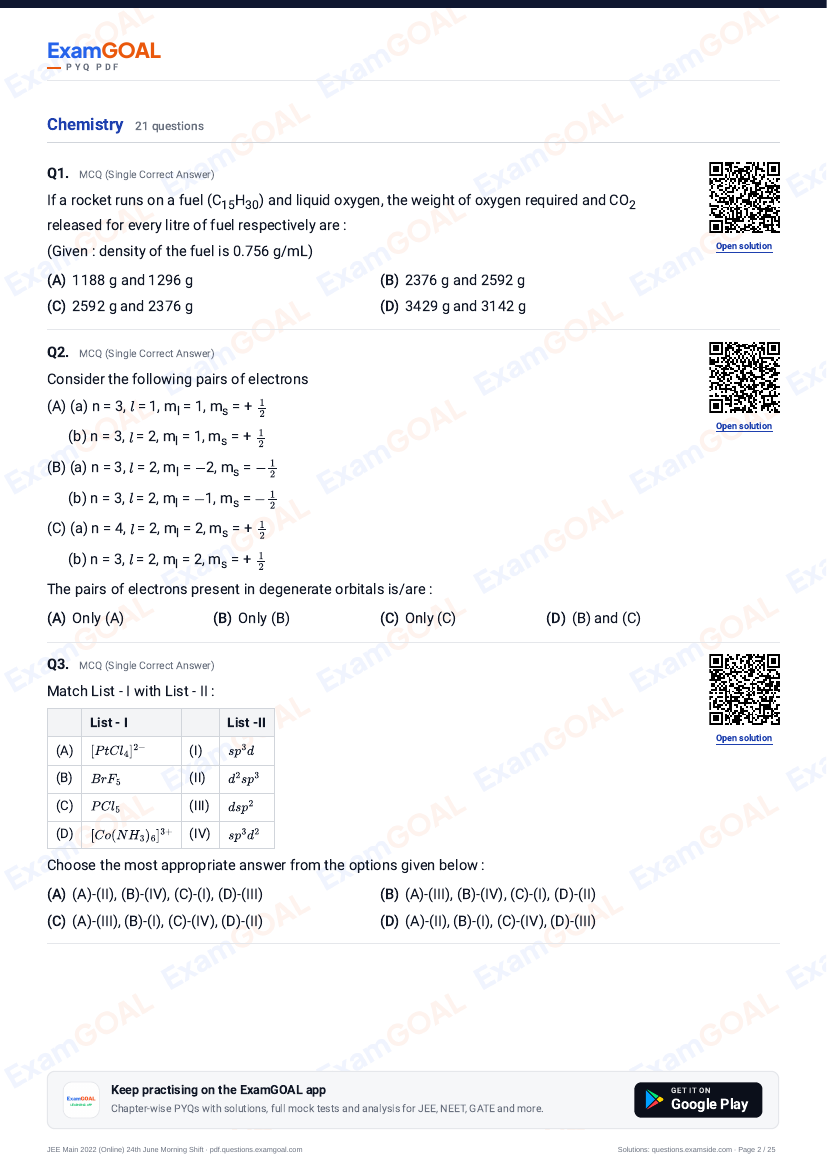 ExamGOAL
PYQ PDF
Chemistry 21 questions
Q1. MCQ (Single Correct Answer)
If a rocket runs on a fuel (C₁₅H₃₀) and liquid oxygen, the weight of oxygen required and CO₂
released for every litre of fuel respectively are :
(Given : density of the fuel is 0.756 g/mL)
(A) 1188 g and 1296 g (B) 2376 g and 2592 g
(C) 2592 g and 2376 g (D) 3429 g and 3142 g
Open solution
Q2. MCQ (Single Correct Answer)
Consider the following pairs of electrons
(A) (a) n = 3, l = 1, mₗ = 1, mₛ = + 1/2
(b) n = 3, l = 2, mₗ = 1, mₛ = + 1/2
(B) (a) n = 3, l = 2, mₗ = −2, mₛ = −1/2
(b) n = 3, l = 2, mₗ = −1, mₛ = −1/2
(C) (a) n = 4, l = 2, mₗ = 2, mₛ = + 1/2
(b) n = 3, l = 2, mₗ = 2, mₛ = + 1/2
The pairs of electrons present in degenerate orbitals is/are :
(A) Only (A) (B) Only (B) (C) Only (C) (D) (B) and (C)
Open solution
Q3. MCQ (Single Correct Answer)
Match List - I with List - II :
List - I List -II
(A) [PtCl₄]²⁻ (I) sp³d
(B) BrF₅ (II) d²sp³
(C) PCl₅ (III) dsp²
(D) [Co(NH₃)₆]³⁺ (IV) sp³d²
Choose the most appropriate answer from the options given below :
(A) (A)-(II), (B)-(IV), (C)-(I), (D)-(III) (B) (A)-(III), (B)-(IV), (C)-(I), (D)-(II)
(C) (A)-(III), (B)-(I), (C)-(IV), (D)-(II) (D) (A)-(II), (B)-(I), (C)-(IV), (D)-(III)
Open solution
ExamGOAL
Keep practising on the ExamGOAL app
Chapter-wise PYQs with solutions, full mock tests and analysis for JEE, NEET, GATE and more.
GET IT ON
Google Play
JEE Main 2022 (Online) 24th June Morning Shift · pdf.questions.examgoal.com Solutions: questions.examside.com · Page 2 / 25